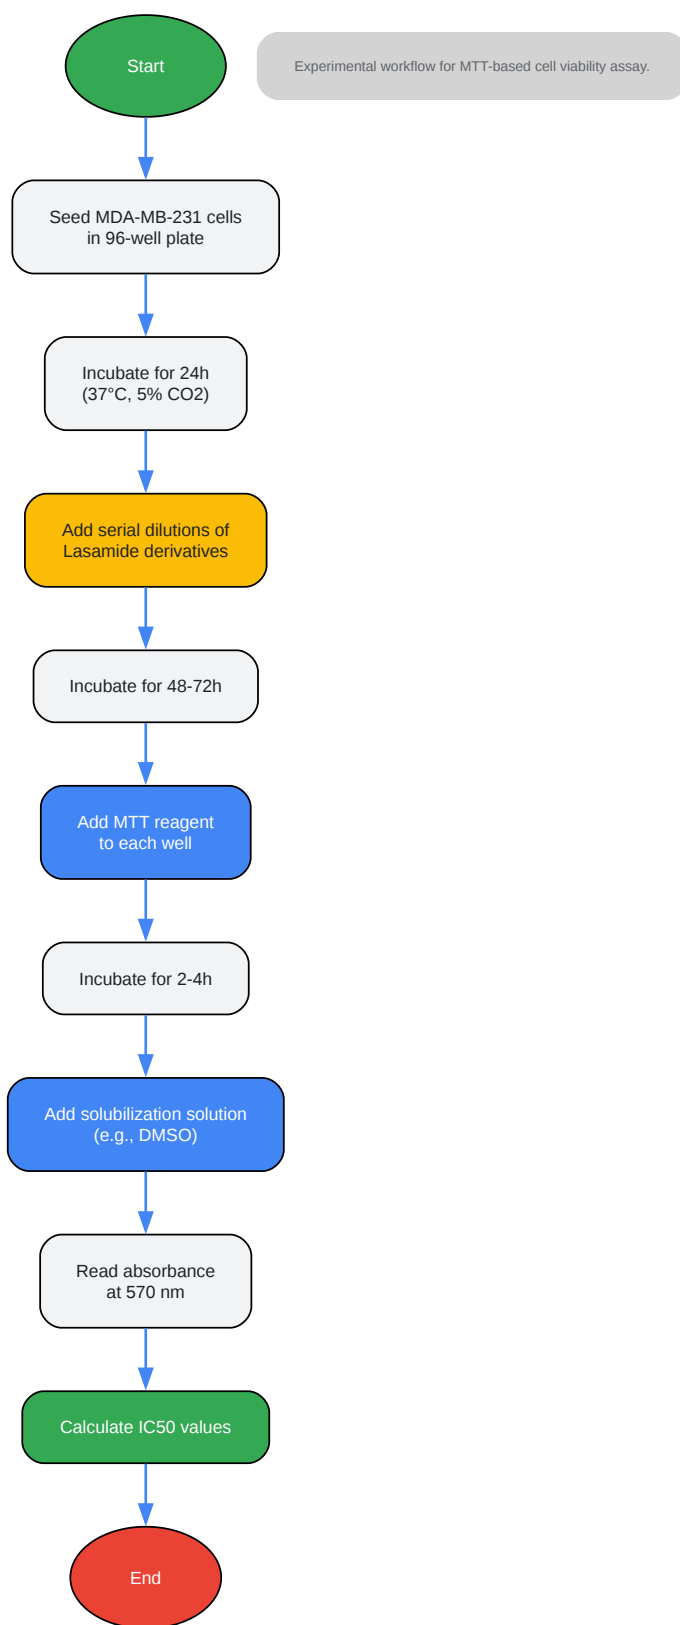 Start
Experimental workflow for MTT-based cell viability assay.
Seed MDA-MB-231 cells
in 96-well plate
Incubate for 24h
(37°C, 5% CO2)
Add serial dilutions of
Lasamide derivatives
Incubate for 48-72h
Add MTT reagent
to each well
Incubate for 2-4h
Add solubilization solution
(e.g., DMSO)
Read absorbance
at 570 nm
Calculate IC50 values
End